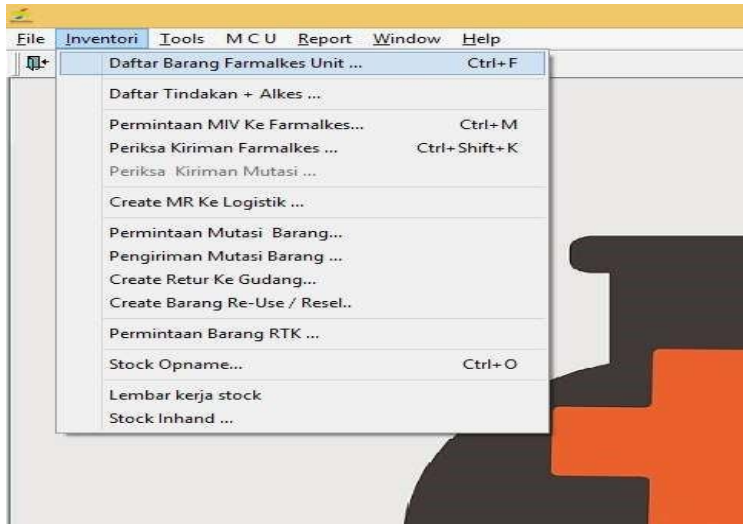 File Inventori Tools M C U Report Window Help
Daftar Barang Farmalkes Unit ... Ctrl+F
Daftar Tindakan + Alkes ...
Permintaan MIV Ke Farmalkes... Ctrl+M
Periksa Kiriman Farmalkes ... Ctrl+Shift+K
Periksa Kiriman Mutasi ...
Create MR Ke Logistik ...
Permintaan Mutasi Barang...
Pengiriman Mutasi Barang ...
Create Retur Ke Gudang...
Create Barang Re-Use / Resel..
Permintaan Barang RTK ...
Stock Opname... Ctrl+O
Lembar kerja stock
Stock Inhand ...